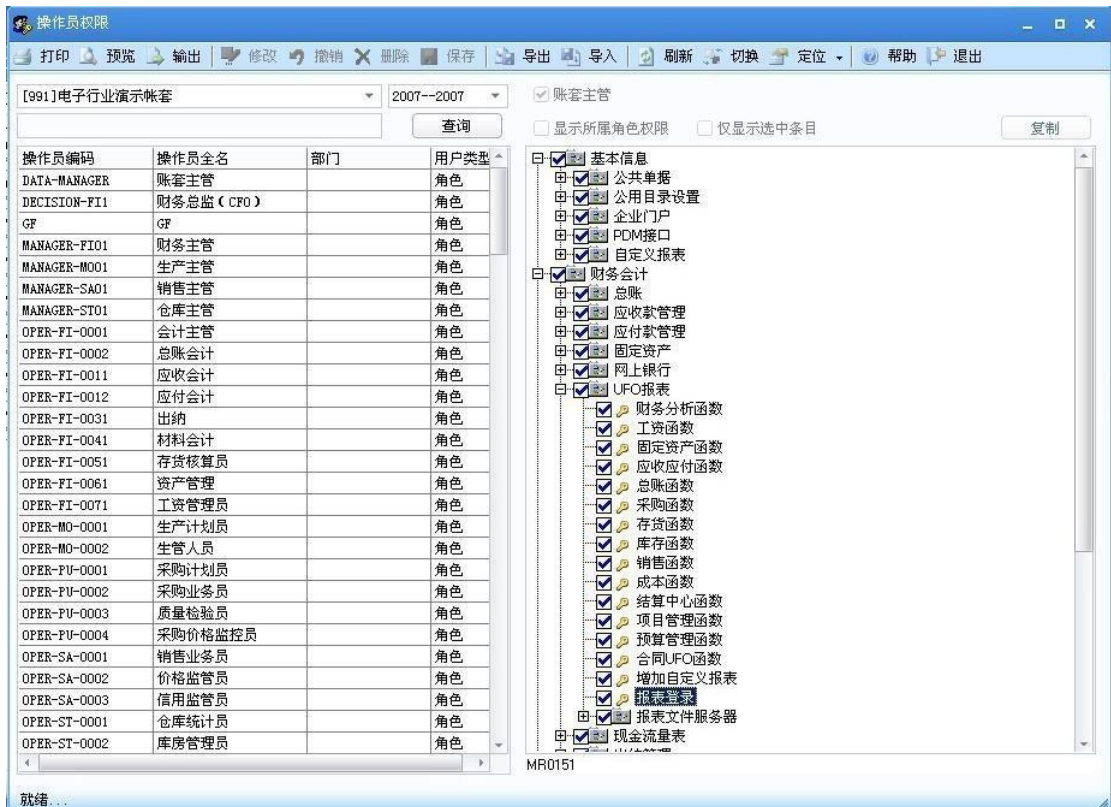 操作员权限
打印 预览 输出 修改 撤销 删除 保存 导出 导入 刷新 切换 定位 帮助 退出
[991]电子行业演示帐套 2007--2007 账套主管
查询 显示所属角色权限 仅显示选中条目 复制
操作员编码 操作员全名 部门 用户类型
DATA-MANAGER 账套主管 角色
DECISION-FI1 财务总监(CFO) 角色
GF GF 角色
MANAGER-FI01 财务主管 角色
MANAGER-MO01 生产主管 角色
MANAGER-SA01 销售主管 角色
MANAGER-ST01 仓库主管 角色
OPER-FI-0001 会计主管 角色
OPER-FI-0002 总账会计 角色
OPER-FI-0011 应收会计 角色
OPER-FI-0012 应付会计 角色
OPER-FI-0031 出纳 角色
OPER-FI-0041 材料会计 角色
OPER-FI-0051 存货核算员 角色
OPER-FI-0061 资产管理 角色
OPER-FI-0071 工资管理员 角色
OPER-MO-0001 生产计划员 角色
OPER-MO-0002 生管人员 角色
OPER-PU-0001 采购计划员 角色
OPER-PU-0002 采购业务员 角色
OPER-PU-0003 质量检验员 角色
OPER-PU-0004 采购价格监控员 角色
OPER-SA-0001 销售业务员 角色
OPER-SA-0002 价格监管员 角色
OPER-SA-0003 信用监管员 角色
OPER-ST-0001 仓库统计员 角色
OPER-ST-0002 库房管理员 角色
基本信息
公共单据
公用目录设置
企业门户
PDM接口
自定义报表
财务会计
总账
应收款管理
应付款管理
固定资产
网上银行
UFO报表
财务分析函数
工资函数
固定资产函数
应收应付函数
总账函数
采购函数
存货函数
库存函数
销售函数
成本函数
结算中心函数
项目管理函数
预算管理函数
合同UFO函数
增加自定义报表
报表登录
报表文件服务器
现金流量表
MR0151
就绪...